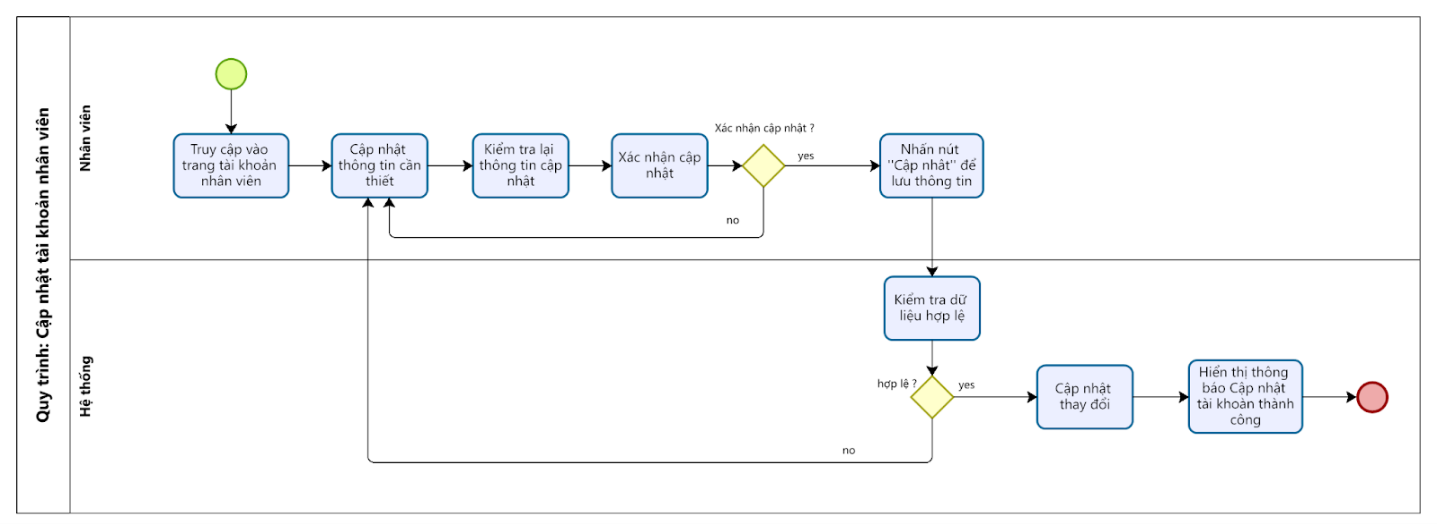 Quy trình: Cập nhật tài khoản nhân viên
Nhân viên
Truy cập vào
trang tài khoản
nhân viên
Cập nhật
thông tin cần
thiết
Kiểm tra lại
thông tin cập
nhật
Xác nhận cập
nhật
Xác nhận cập nhật ?
yes
no
Nhấn nút
"Cập nhật" để
lưu thông tin
Hệ thống
Kiểm tra dữ
liệu hợp lệ
hợp lệ ?
yes
no
Cập nhật
thay đổi
Hiển thị thông
báo Cập nhật
tài khoàn thành
công